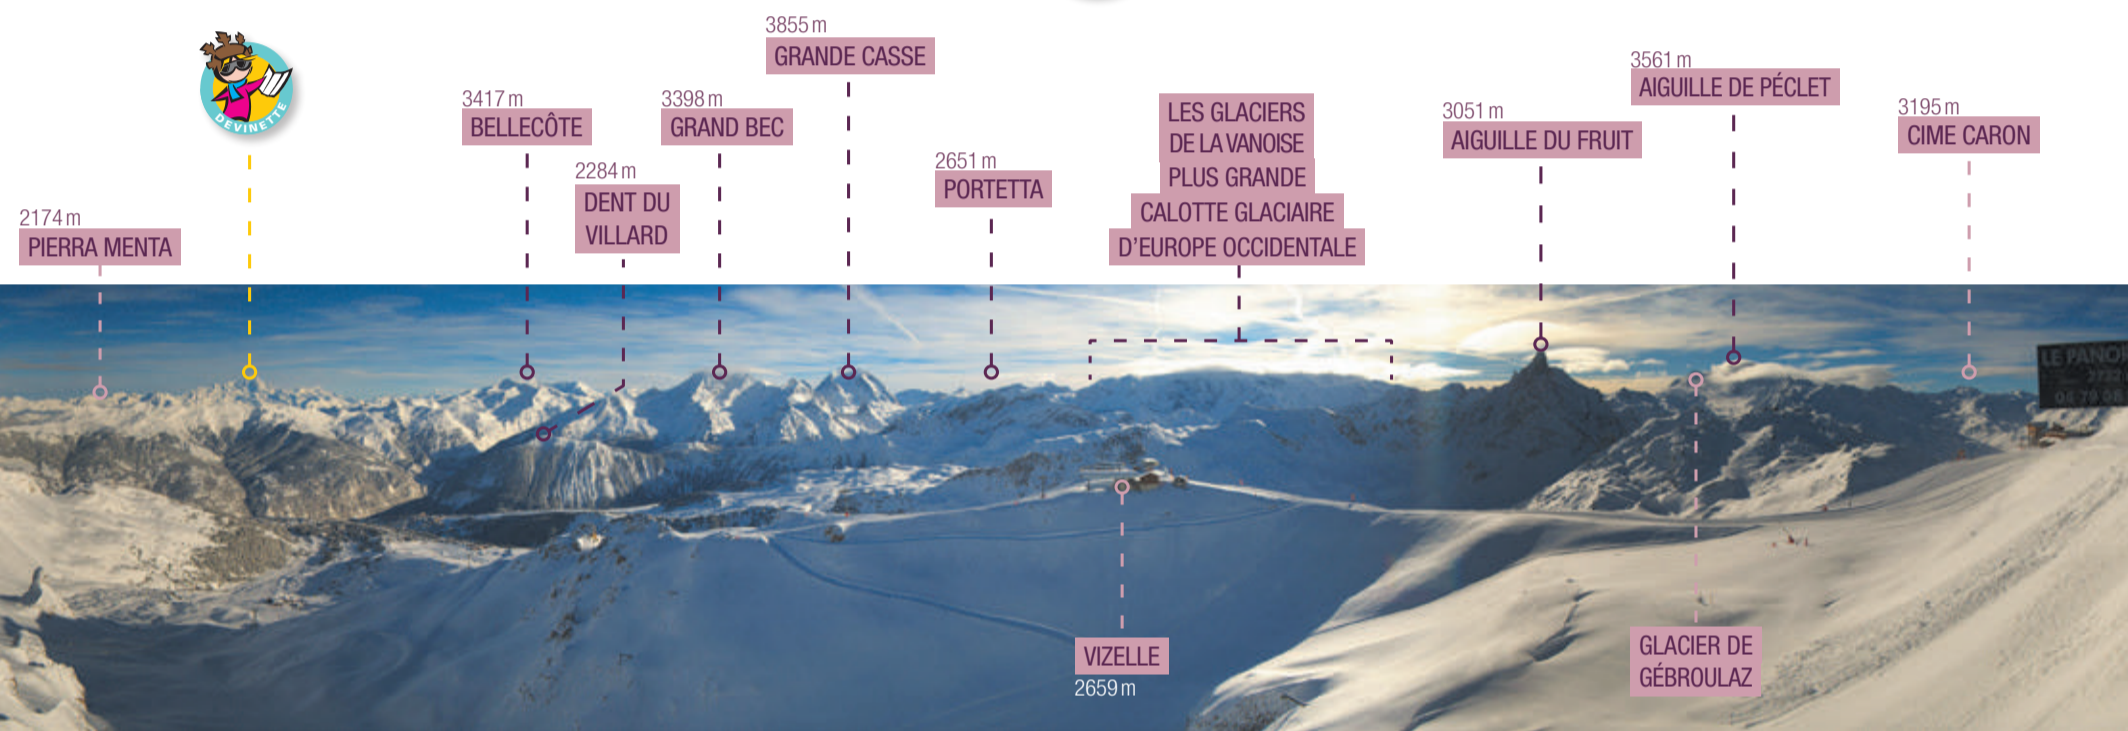 DEVINETTE
2174 m
PIERRA MENTA
3417 m
BELLECÔTE
2284 m
DENT DU
VILLARD
3398 m
GRAND BEC
3855 m
GRANDE CASSE
2651 m
PORTETTA
LES GLACIERS
DE LA VANOISE
PLUS GRANDE
CALOTTE GLACIAIRE
D'EUROPE OCCIDENTALE
3051 m
AIGUILLE DU FRUIT
3561 m
AIGUILLE DE PÉCLET
3195 m
CIME CARON
LE PANO
VIZELLE
2659 m
GLACIER DE
GÉBROULAZ